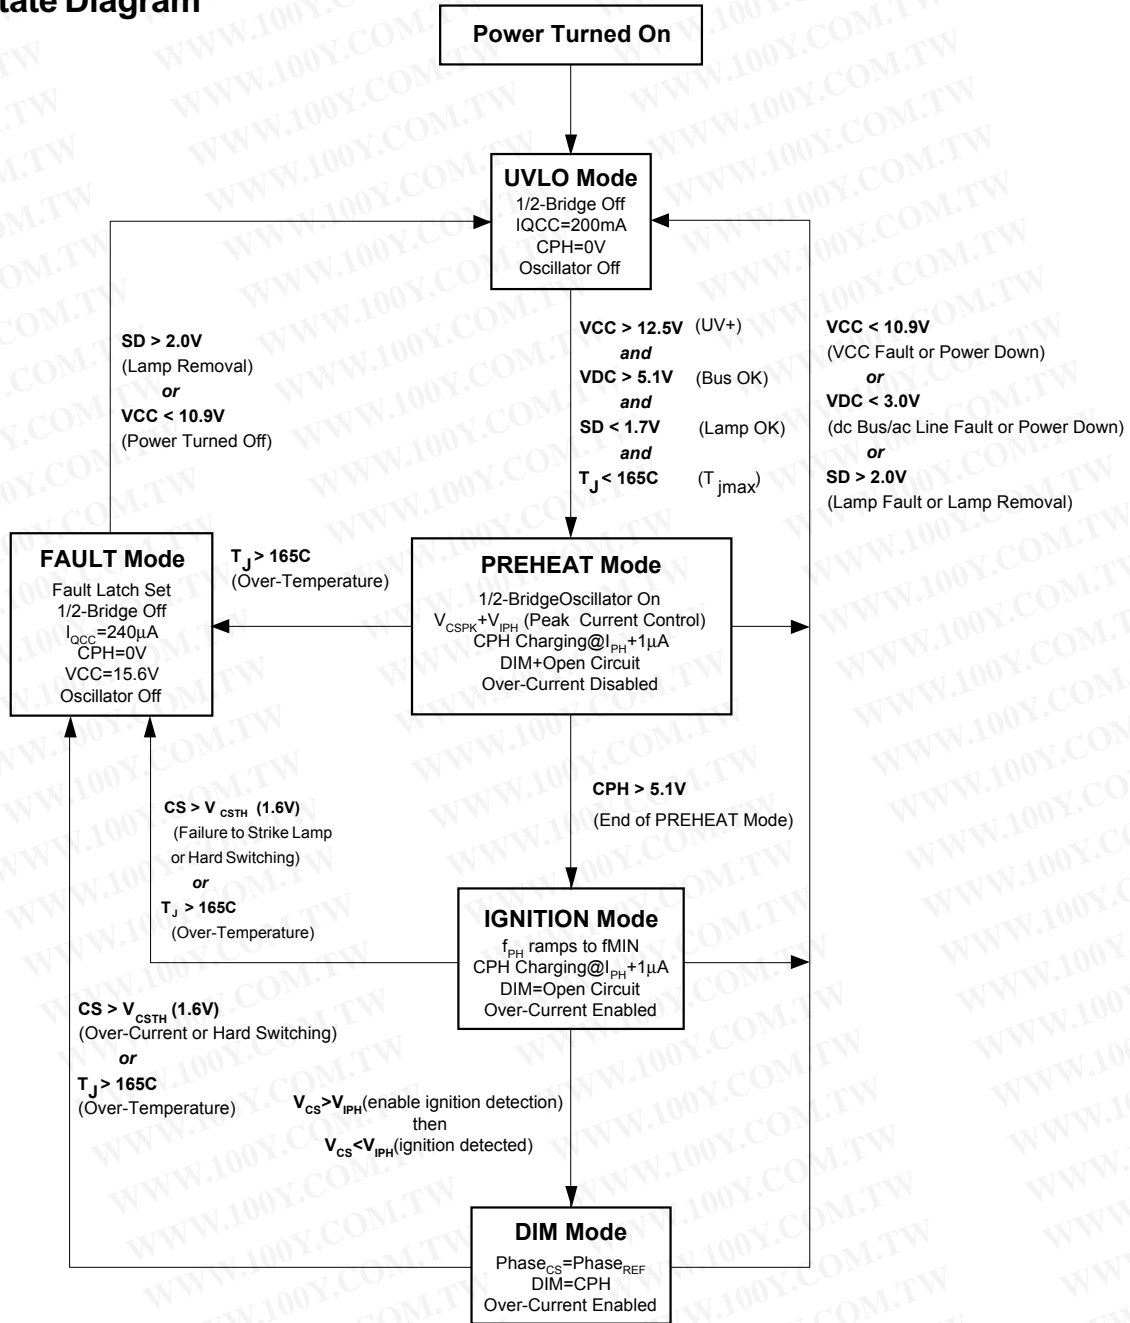 tate Diagram
Power Turned On
UVLO Mode
1/2-Bridge Off
IQCC=200mA
CPH=0V
Oscillator Off
SD > 2.0V
(Lamp Removal)
or
VCC < 10.9V
(Power Turned Off)
VCC > 12.5V (UV+)
and
VDC > 5.1V (Bus OK)
and
SD < 1.7V (Lamp OK)
and
TJ < 165C (Tjmax)
VCC < 10.9V
(VCC Fault or Power Down)
or
VDC < 3.0V
(dc Bus/ac Line Fault or Power Down)
or
SD > 2.0V
(Lamp Fault or Lamp Removal)
FAULT Mode
Fault Latch Set
1/2-Bridge Off
IQCC=240µA
CPH=0V
VCC=15.6V
Oscillator Off
TJ > 165C
(Over-Temperature)
PREHEAT Mode
1/2-BridgeOscillator On
VCSPK+VIPH (Peak Current Control)
CPH Charging@IPH+1µA
DIM+Open Circuit
Over-Current Disabled
CPH > 5.1V
(End of PREHEAT Mode)
CS > VCSTH (1.6V)
(Failure to Strike Lamp
or Hard Switching)
or
TJ > 165C
(Over-Temperature)
IGNITION Mode
fPH ramps to fMIN
CPH Charging@IPH+1µA
DIM=Open Circuit
Over-Current Enabled
CS > VCSTH (1.6V)
(Over-Current or Hard Switching)
or
TJ > 165C
(Over-Temperature)
VCS>VIPH(enable ignition detection)
then
VCS<VIPH(ignition detected)
DIM Mode
PhaseCS=PhaseREF
DIM=CPH
Over-Current Enabled
WWW.100Y.COM.TW